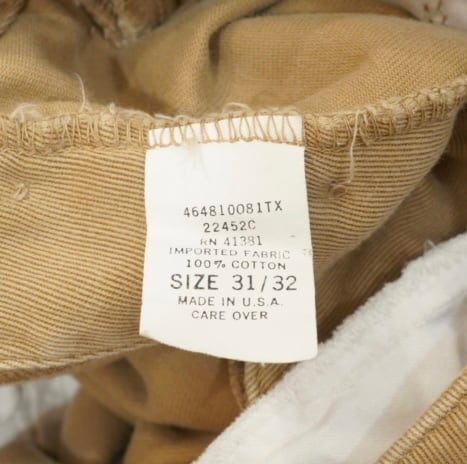 464810081TX
22452C
RN 41381
IMPORTED FABRIC
100% COTTON
SIZE 31/32
MADE IN U.S.A.
CARE OVER